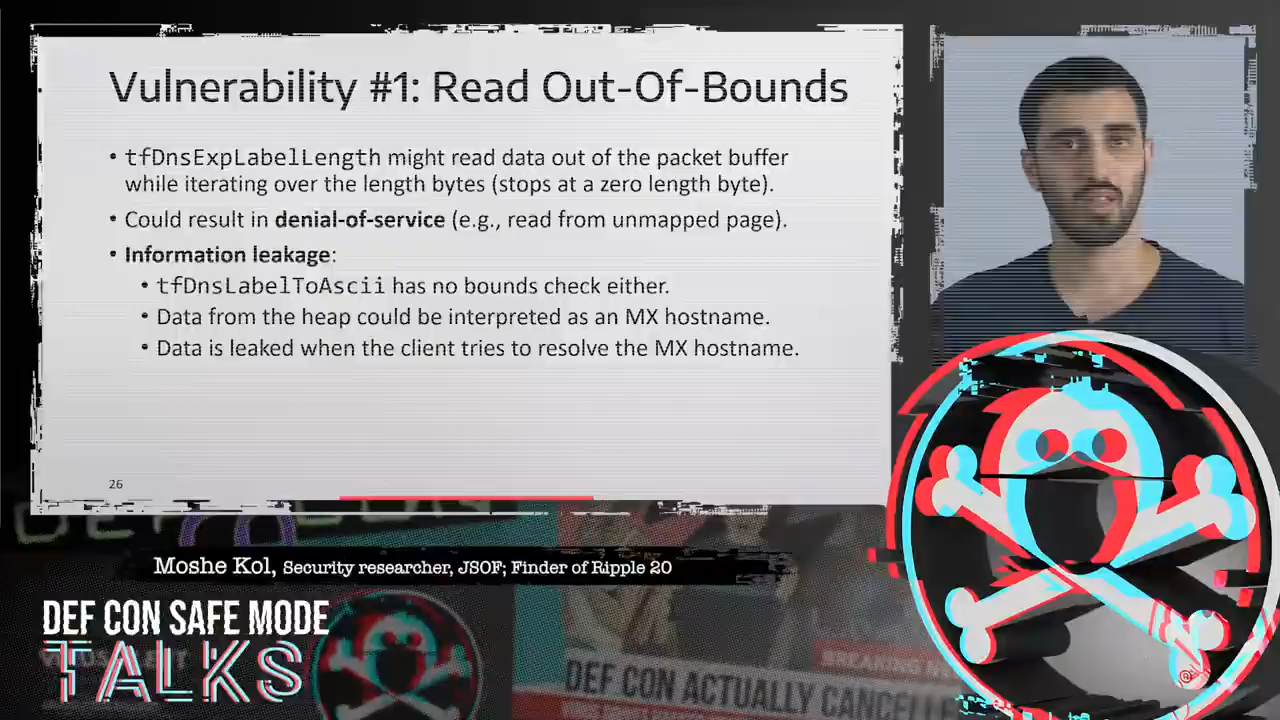 Vulnerability #1: Read Out-Of-Bounds
• tfDnsExpLabelLength might read data out of the packet buffer
while iterating over the length bytes (stops at a zero length byte).
• Could result in denial-of-service (e.g., read from unmapped page).
• Information leakage:
• tfDnsLabelToAscii has no bounds check either.
• Data from the heap could be interpreted as an MX hostname.
• Data is leaked when the client tries to resolve the MX hostname.
26
Moshe Kol, Security researcher, JSOF; Finder of Ripple 20
DEF CON SAFE MODE
TALKS
DEF CON
BREAKING
DEF CON ACTUALLY